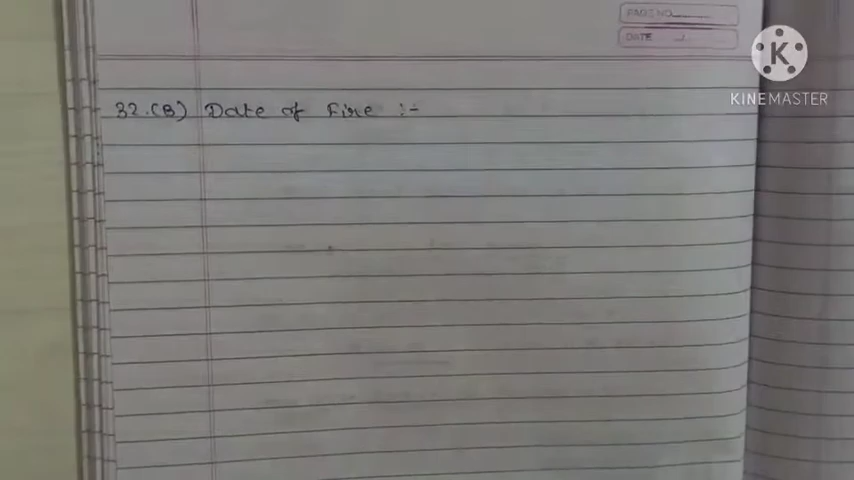 PAGE NO.
DATE
K
KINEMASTER
32.(B) Date of Fire :-